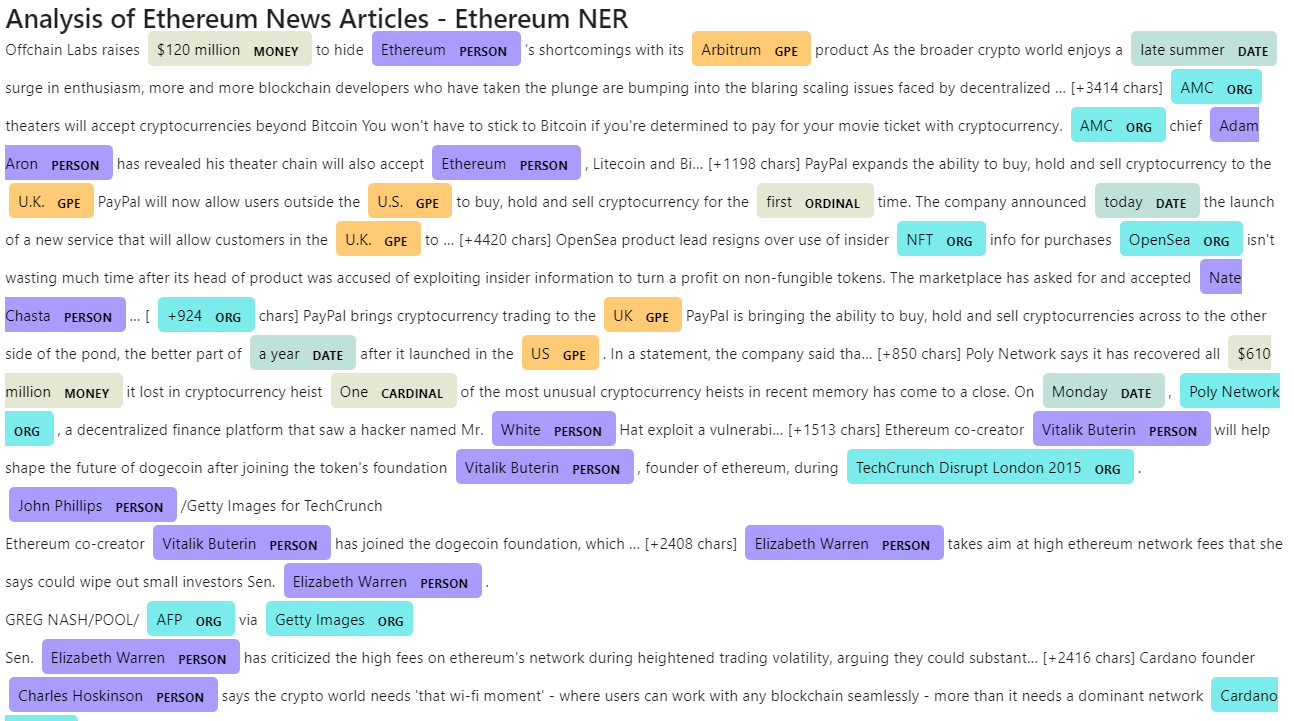 Analysis of Ethereum News Articles - Ethereum NER
Offchain Labs raises $120 million MONEY to hide Ethereum PERSON 's shortcomings with its Arbitrum GPE product As the broader crypto world enjoys a late summer DATE
surge in enthusiasm, more and more blockchain developers who have taken the plunge are bumping into the blaring scaling issues faced by decentralized … [+3414 chars] AMC ORG
theaters will accept cryptocurrencies beyond Bitcoin You won't have to stick to Bitcoin if you're determined to pay for your movie ticket with cryptocurrency. AMC ORG chief Adam
Aron PERSON has revealed his theater chain will also accept Ethereum PERSON , Litecoin and Bi… [+1198 chars] PayPal expands the ability to buy, hold and sell cryptocurrency to the
U.K. GPE PayPal will now allow users outside the U.S. GPE to buy, hold and sell cryptocurrency for the first ORDINAL time. The company announced today DATE the launch
of a new service that will allow customers in the U.K. GPE to … [+4420 chars] OpenSea product lead resigns over use of insider NFT ORG info for purchases OpenSea ORG isn't
wasting much time after its head of product was accused of exploiting insider information to turn a profit on non-fungible tokens. The marketplace has asked for and accepted Nate
Chasta PERSON … [ +924 ORG chars] PayPal brings cryptocurrency trading to the UK GPE PayPal is bringing the ability to buy, hold and sell cryptocurrencies across to the other
side of the pond, the better part of a year DATE after it launched in the US GPE . In a statement, the company said tha… [+850 chars] Poly Network says it has recovered all $610
million MONEY it lost in cryptocurrency heist One CARDINAL of the most unusual cryptocurrency heists in recent memory has come to a close. On Monday DATE , Poly Network
ORG , a decentralized finance platform that saw a hacker named Mr. White PERSON Hat exploit a vulnerabi… [+1513 chars] Ethereum co-creator Vitalik Buterin PERSON will help
shape the future of dogecoin after joining the token's foundation Vitalik Buterin PERSON , founder of ethereum, during TechCrunch Disrupt London 2015 ORG .
John Phillips PERSON /Getty Images for TechCrunch
Ethereum co-creator Vitalik Buterin PERSON has joined the dogecoin foundation, which … [+2408 chars] Elizabeth Warren PERSON takes aim at high ethereum network fees that she
says could wipe out small investors Sen. Elizabeth Warren PERSON .
GREG NASH/POOL/ AFP ORG via Getty Images ORG
Sen. Elizabeth Warren PERSON has criticized the high fees on ethereum's network during heightened trading volatility, arguing they could substant… [+2416 chars] Cardano founder
Charles Hoskinson PERSON says the crypto world needs 'that wi-fi moment' - where users can work with any blockchain seamlessly - more than it needs a dominant network Cardano